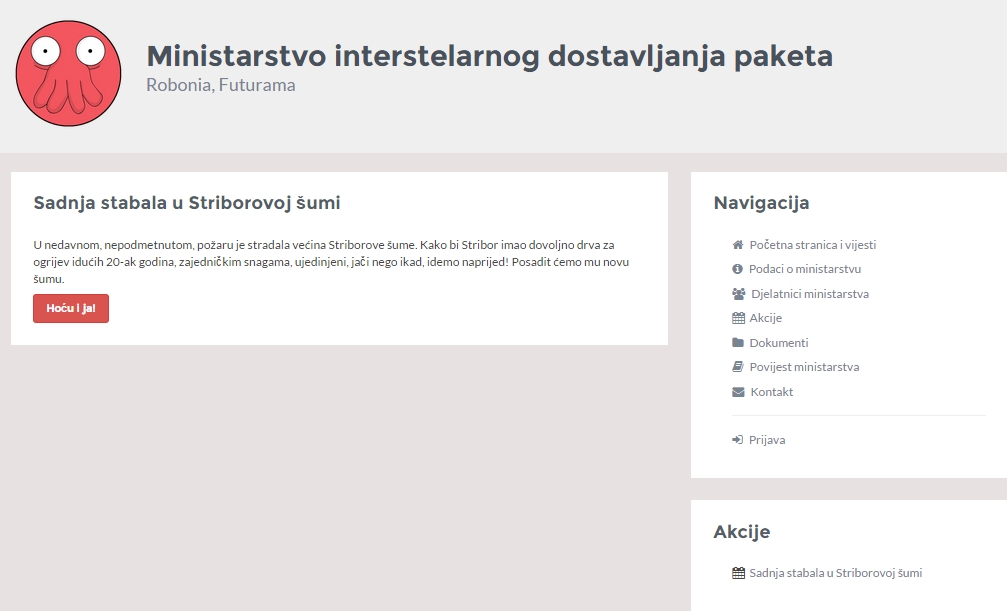 Ministarstvo interstelarnog dostavljanja paketa
Robonia, Futurama
Sadnja stabala u Striborovoj šumi
U nedavnom, nepodmetnutom, požaru je stradala većina Striborove šume. Kako bi Stribor imao dovoljno drva za
ogrijev idućih 20-ak godina, zajedničkim snagama, ujedinjeni, jači nego ikad, idemo naprijed! Posadit ćemo mu novu
šumu.
Hoću i ja!
Navigacija
Početna stranica i vijesti
Podaci o ministarstvu
Djelatnici ministarstva
Akcije
Dokumenti
Povijest ministarstva
Kontakt
Prijava
Akcije
Sadnja stabala u Striborovoj šumi